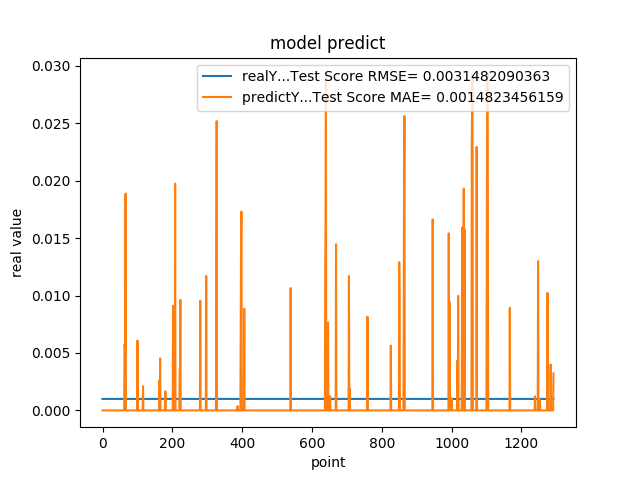 model predict
realY...Test Score RMSE= 0.0031482090363
predictY...Test Score MAE= 0.0014823456159
0.030
0.025
0.020
0.015
0.010
0.005
0.000
real value
0 200 400 600 800 1000 1200
point